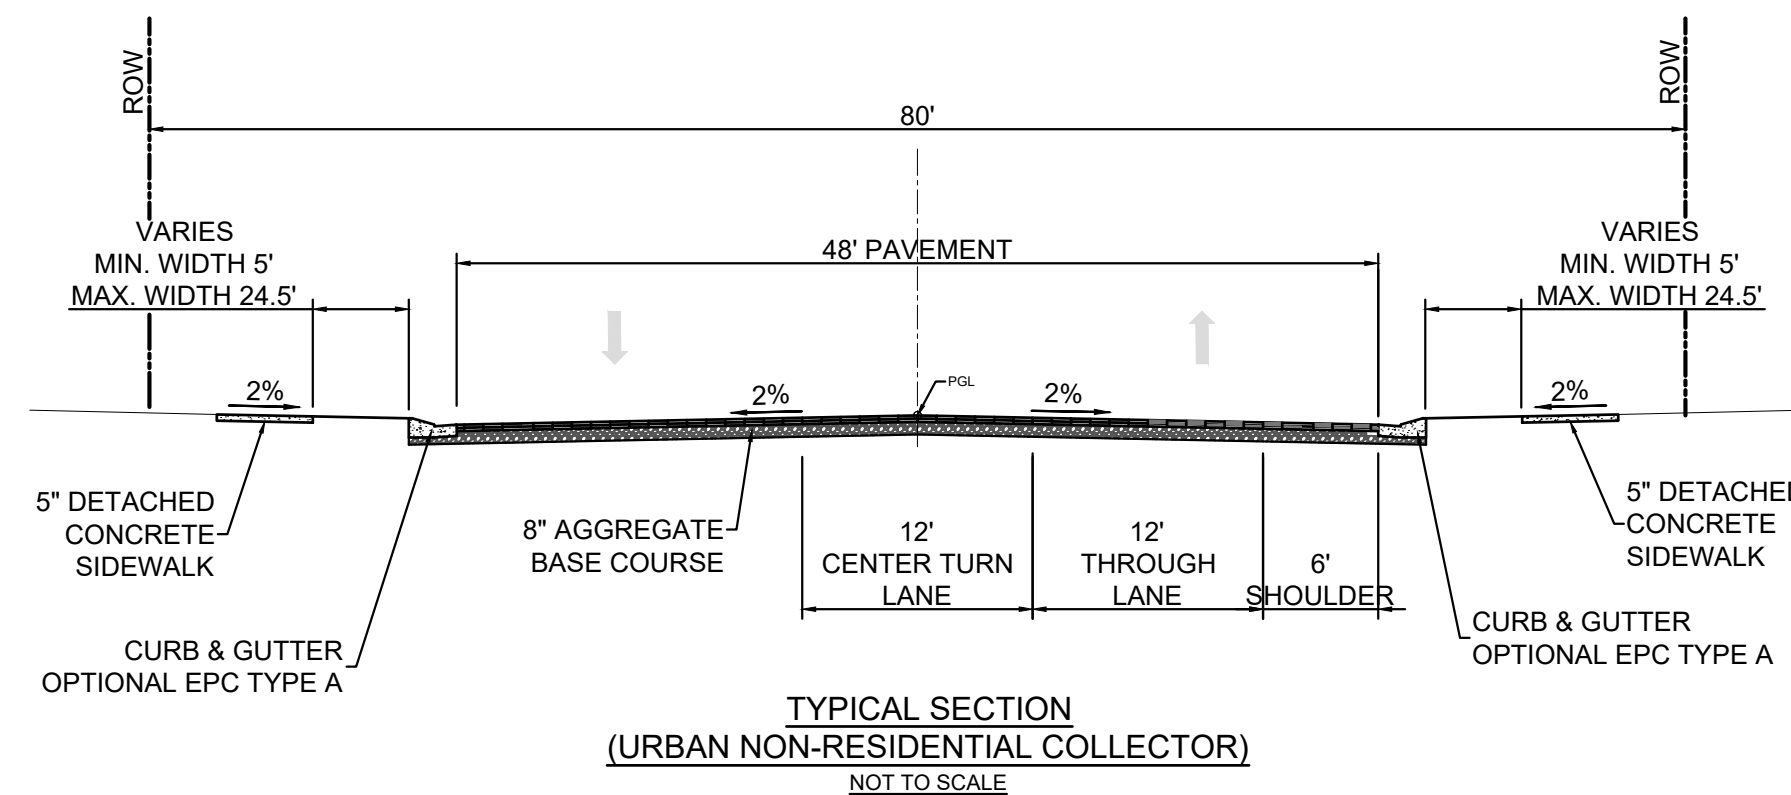 ROW
ROW
80'
VARIES
MIN. WIDTH 5'
MAX. WIDTH 24.5'
48' PAVEMENT
VARIES
MIN. WIDTH 5'
MAX. WIDTH 24.5'
2%
2%
PGL
2%
2%
5" DETACHED
CONCRETE
SIDEWALK
8" AGGREGATE
BASE COURSE
12'
CENTER TURN
LANE
12'
THROUGH
LANE
6'
SHOULDER
5" DETACHED
CONCRETE
SIDEWALK
CURB & GUTTER
OPTIONAL EPC TYPE A
CURB & GUTTER
OPTIONAL EPC TYPE A
TYPICAL SECTION
(URBAN NON-RESIDENTIAL COLLECTOR)
NOT TO SCALE